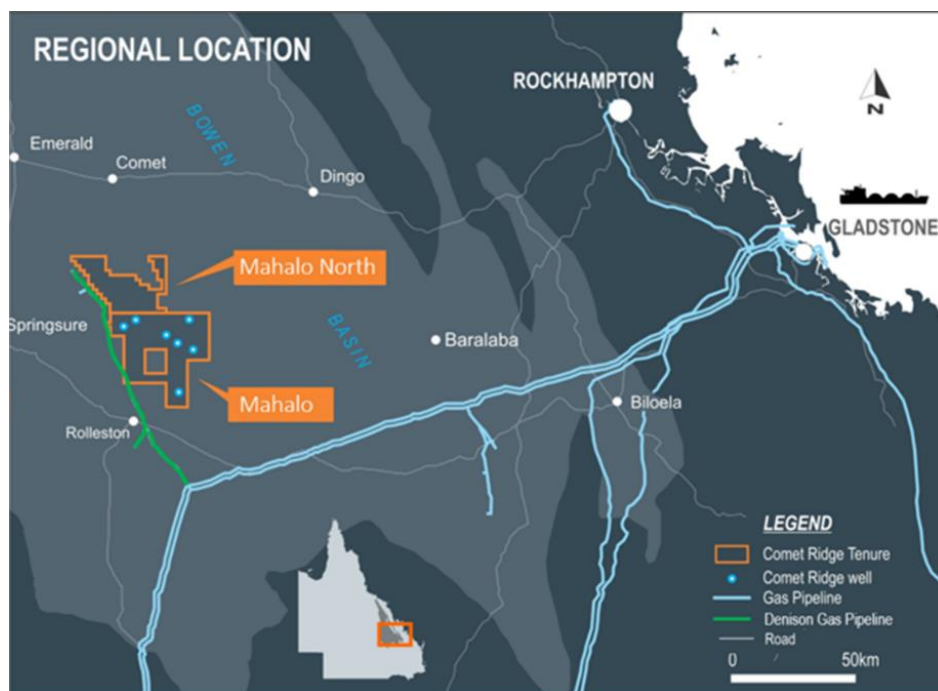 REGIONAL LOCATION
ROCKHAMPTON
N
BOWEN
Emerald
Comet
Dingo
GLADSTONE
Mahalo North
Springsure
BASIN
Baralaba
Mahalo
Biloela
Rolleston
LEGEND
Comet Ridge Tenure
Comet Ridge well
Gas Pipeline
Denison Gas Pipeline
Road
0 50km